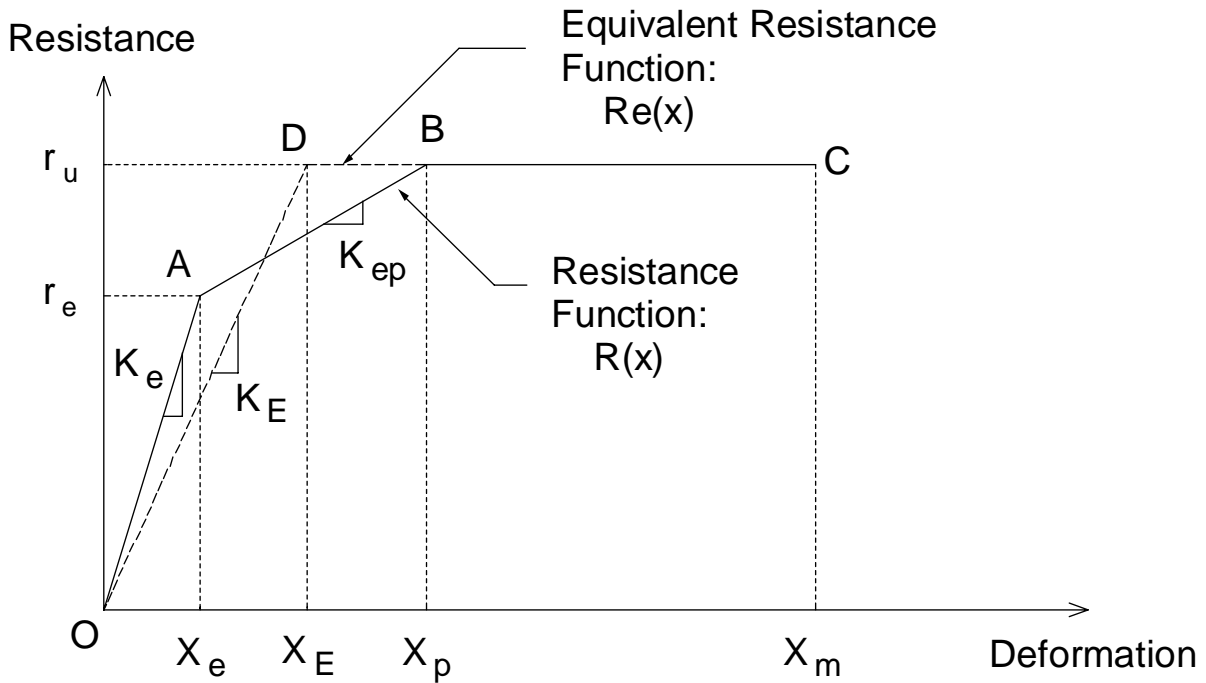 Resistance
Equivalent Resistance
Function:
Re(x)
D
B
r u
C
A
K ep
r e
Resistance
Function:
R(x)
K e
K E
O
X e
X E
X p
X m
Deformation